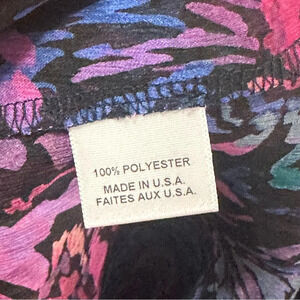 100% POLYESTER
MADE IN U.S.A.
FAITES AUX U.S.A.